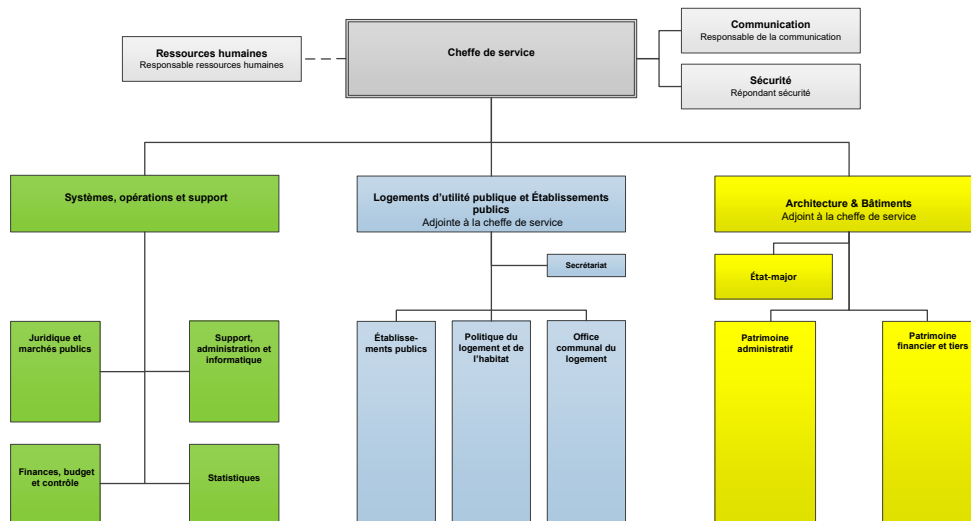 Communication
Responsable de la communication
Ressources humaines
Responsable ressources humaines
Cheffe de service
Sécurité
Répondant sécurité
Systèmes, opérations et support
Logements d'utilité publique et Établissements
publics
Adjointe à la cheffe de service
Architecture & Bâtiments
Adjoint à la cheffe de service
Secrétariat
État-major
Juridique et
marchés publics
Support,
administration et
informatique
Établisse-
ments publics
Politique du
logement et de
l'habitat
Office
communal du
logement
Patrimoine
administratif
Patrimoine
financier et tiers
Finances, budget
et contrôle
Statistiques